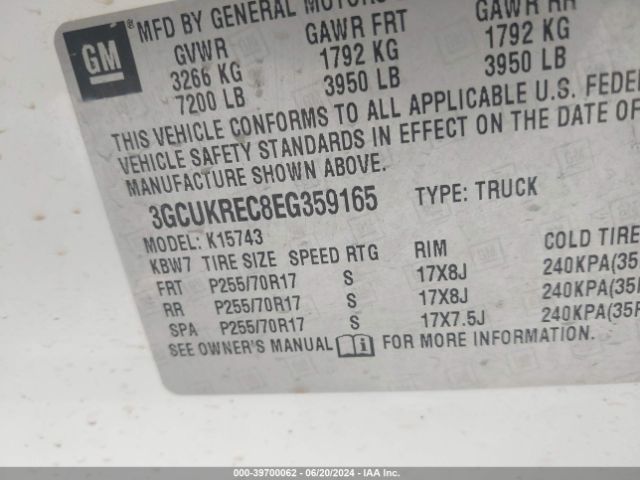 GM ® MFD BY GENERAL MOTORS
GVWR GAWR FRT GAWR RR
3266 KG 1792 KG 1792 KG
7200 LB 3950 LB 3950 LB
THIS VEHICLE CONFORMS TO ALL APPLICABLE U.S. FEDE
VEHICLE SAFETY STANDARDS IN EFFECT ON THE DATE OF
MANUFACTURE SHOWN ABOVE.
3GCUKREC8EG359165 TYPE: TRUCK
MODEL: K15743
KBW7 TIRE SIZE SPEED RTG RIM COLD TIRE
FRT P255/70R17 S 17X8J 240KPA(35
RR P255/70R17 S 17X8J 240KPA(35
SPA P255/70R17 S 17X7.5J 240KPA(35
SEE OWNER'S MANUAL FOR MORE INFORMATION.
000-39700062 - 06/20/2024 - IAA Inc.